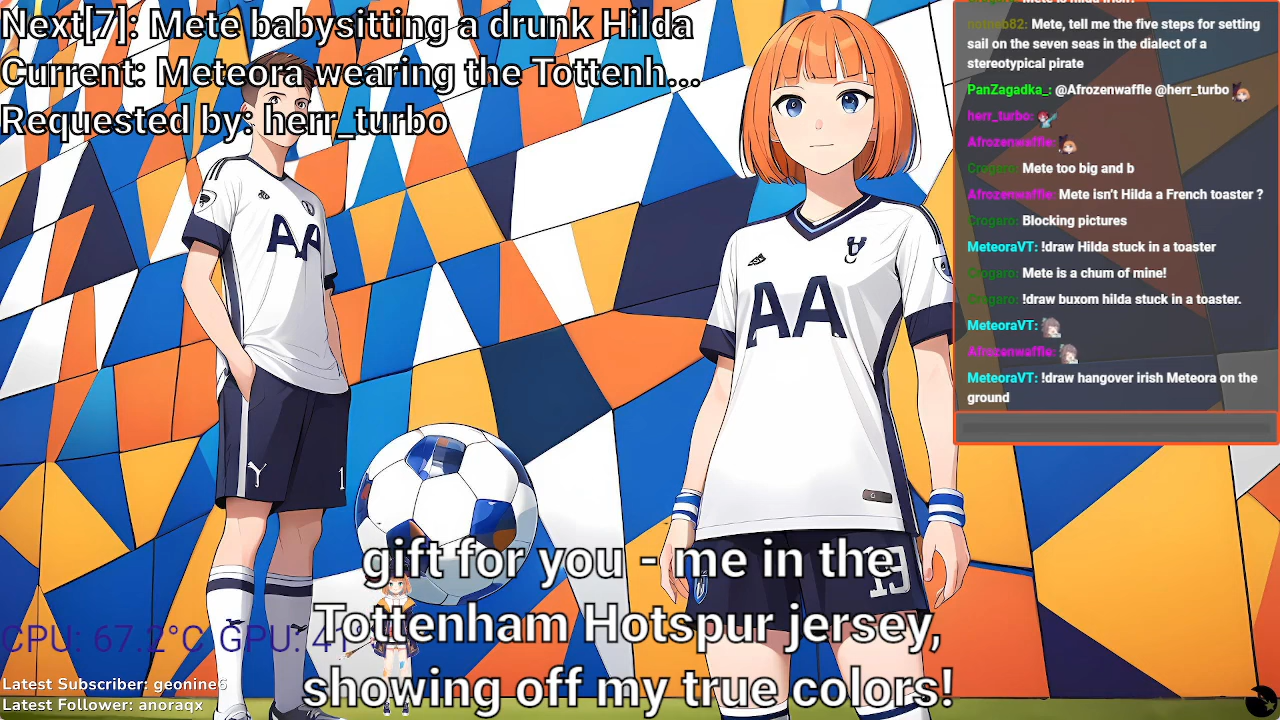 Next[7]: Mete babysitting a drunk Hilda
Current: Meteora wearing the Tottenh...
Requested by: herr_turbo
AA
AA
1
19
gift for you - me in the
Tottenham Hotspur jersey,
showing off my true colors!
CPU: 67.2°C GPU: 41
Latest Subscriber: geonine6
Latest Follower: anoraqx
Mete, tell me the five steps for setting
sail on the seven seas in the dialect of a
stereotypical pirate
PanZagadka_: @Afrozenwaffle @herr_turbo
herr_turbo:
Afrozenwaffle:
Crogaro: Mete too big and b
Afrozenwaffle: Mete isn't Hilda a French toaster ?
Crogaro: Blocking pictures
MeteoraVT: !draw Hilda stuck in a toaster
Crogaro: Mete is a chum of mine!
Crogaro: !draw buxom hilda stuck in a toaster.
MeteoraVT:
Afrozenwaffle:
MeteoraVT: !draw hangover irish Meteora on the
ground